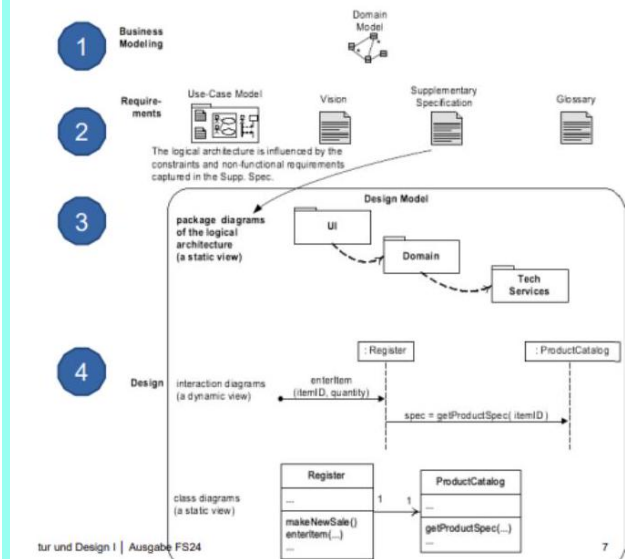 1
Business
Modeling
Domain
Model
2
Require-
ments
Use-Case Model
Vision
Supplementary
Specification
Glossary
The logical architecture is influenced by the
constraints and non-functional requirements
captured in the Supp. Spec.
3
Design Model
package diagrams
of the logical
architecture
(a static view)
UI
Domain
Tech
Services
4
Design
interaction diagrams
(a dynamic view)
: Register
: ProductCatalog
enterItem
(itemID, quantity)
spec = getProductSpec( itemID )
class diagrams
(a static view)
Register
...
makeNewSale()
enterItem(...)
...
1
1
ProductCatalog
...
getProductSpec(...)
...
tur und Design I | Ausgabe FS24
7